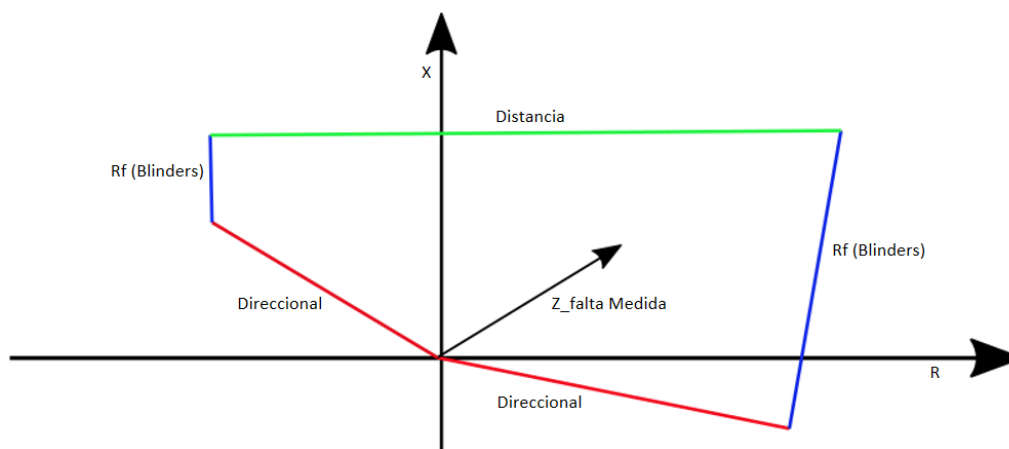 X
Distancia
Rf (Blinders)
Rf (Blinders)
Direccional
Z_falta Medida
R
Direccional